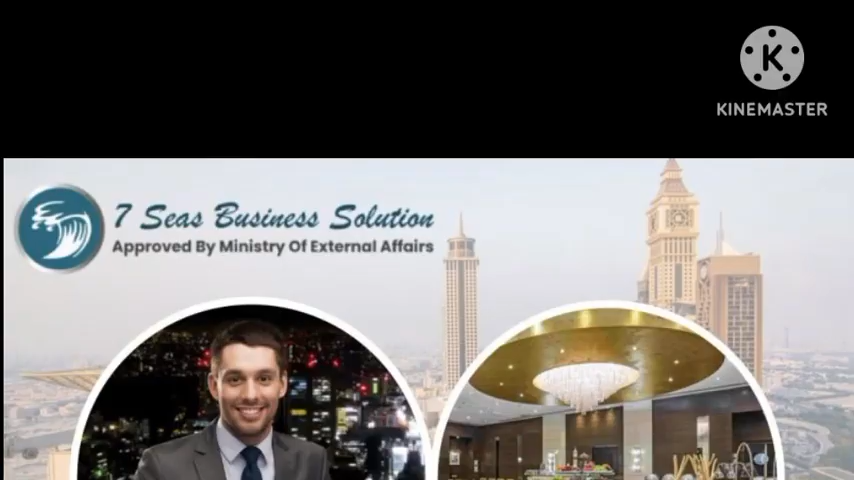 KINEMASTER
7 Seas Business Solution
Approved By Ministry Of External Affairs